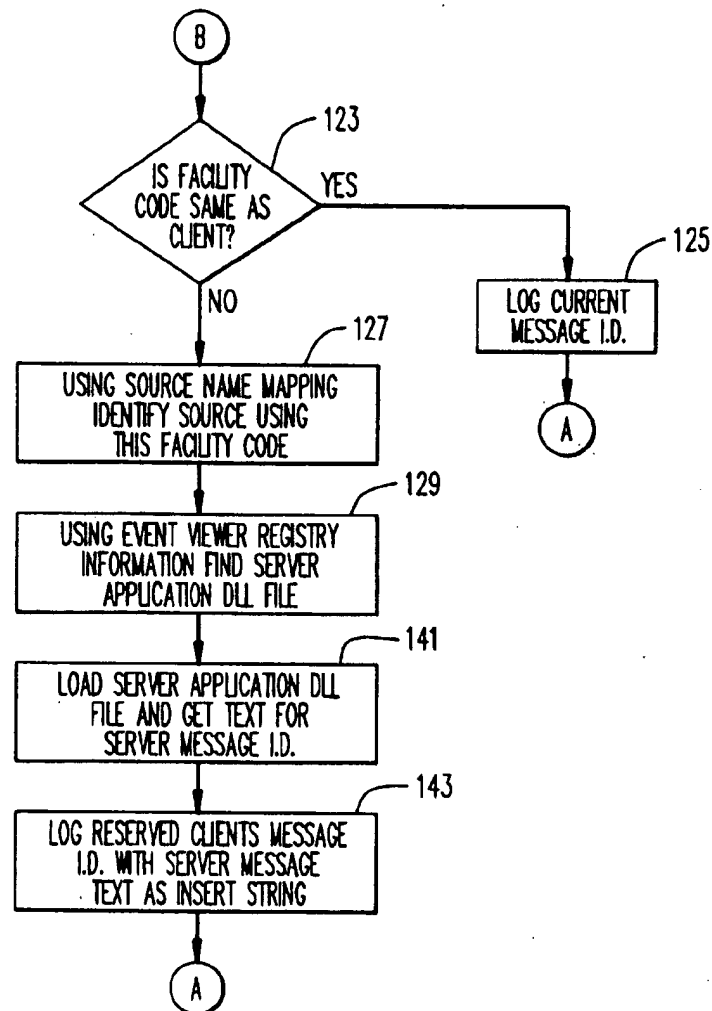 B
123
IS FACILITY
CODE SAME AS
CLIENT?
YES
NO
125
LOG CURRENT
MESSAGE I.D.
A
127
USING SOURCE NAME MAPPING
IDENTIFY SOURCE USING
THIS FACILITY CODE
129
USING EVENT VIEWER REGISTRY
INFORMATION FIND SERVER
APPLICATION DLL FILE
141
LOAD SERVER APPLICATION DLL
FILE AND GET TEXT FOR
SERVER MESSAGE I.D.
143
LOG RESERVED CLIENTS MESSAGE
I.D. WITH SERVER MESSAGE
TEXT AS INSERT STRING
A